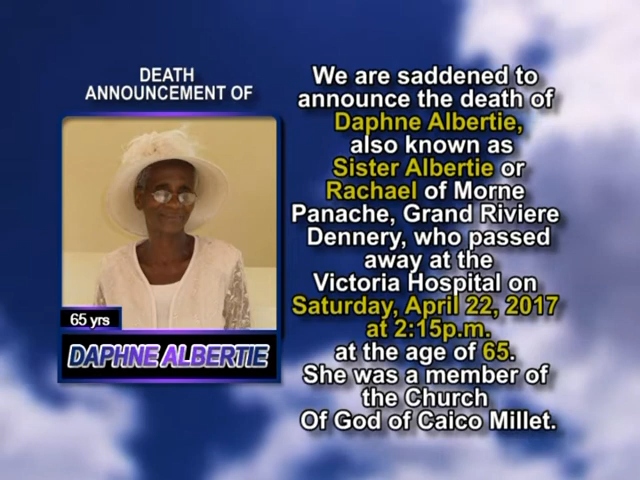 DEATH
ANNOUNCEMENT OF
65 yrs
DAPHNE ALBERTIE
We are saddened to
announce the death of
Daphne Albertie,
also known as
Sister Albertie or
Rachael of Morne
Panache, Grand Riviere
Dennery, who passed
away at the
Victoria Hospital on
Saturday, April 22, 2017
at 2:15p.m.
at the age of 65.
She was a member of
the Church
Of God of Caico Millet.